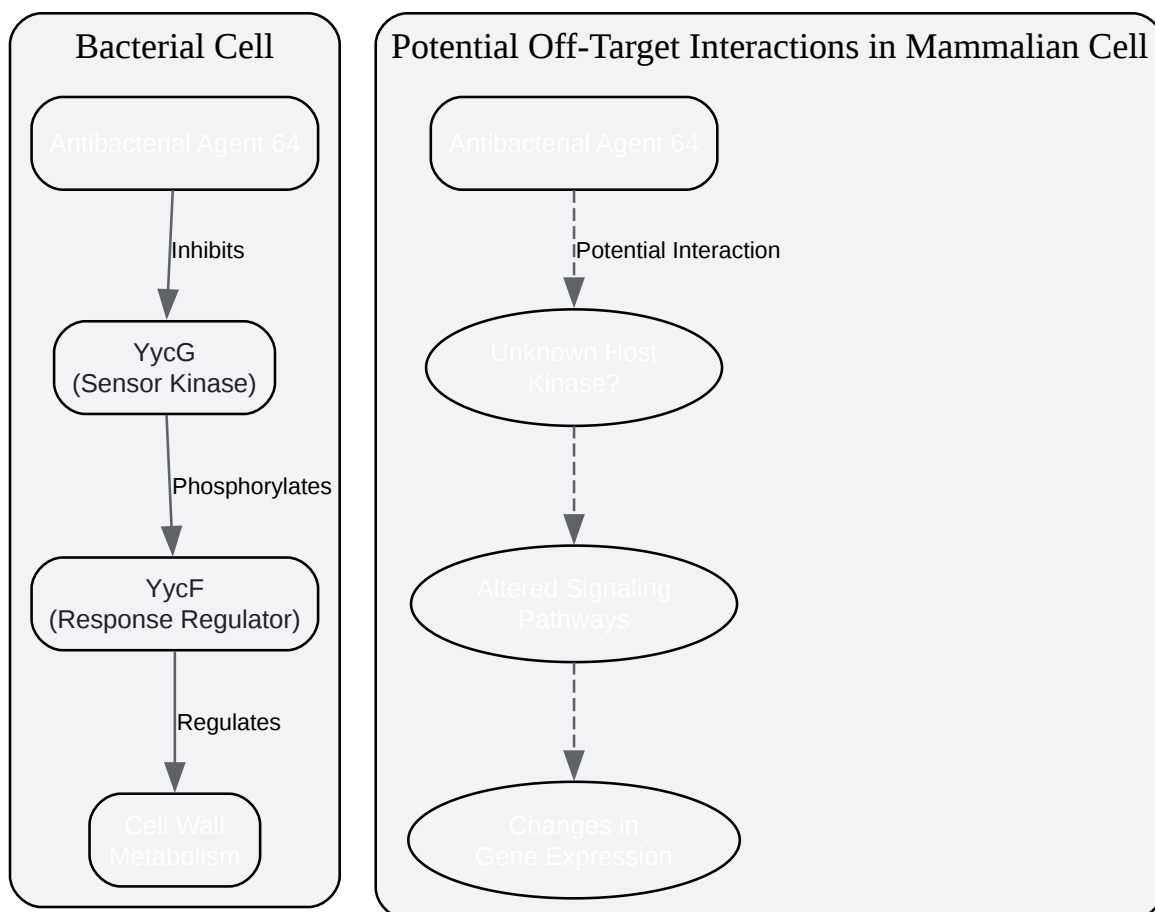 Bacterial Cell
Antibacterial Agent 64
Inhibits
YycG
(Sensor Kinase)
Phosphorylates
YycF
(Response Regulator)
Regulates
Cell Wall
Metabolism
Potential Off-Target Interactions in Mammalian Cell
Antibacterial Agent 64
Potential Interaction
Unknown Host
Kinase?
Altered Signaling
Pathways
Changes in
Gene Expression